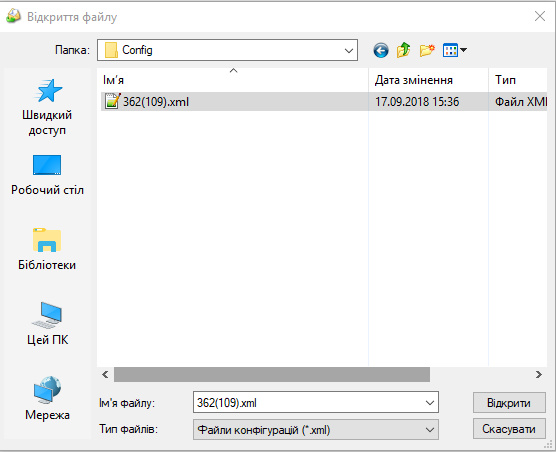 Відкриття файлу
Папка: Config
Ім'я Дата змінення Тип
362(109).xml 17.09.2018 15:36 Файл XM
Швидкий
доступ
Робочий стіл
Бібліотеки
Цей ПК
Мережа
Ім'я файлу: 362(109).xml Відкрити
Тип файлів: Файли конфігурацій (*.xml) Скасувати